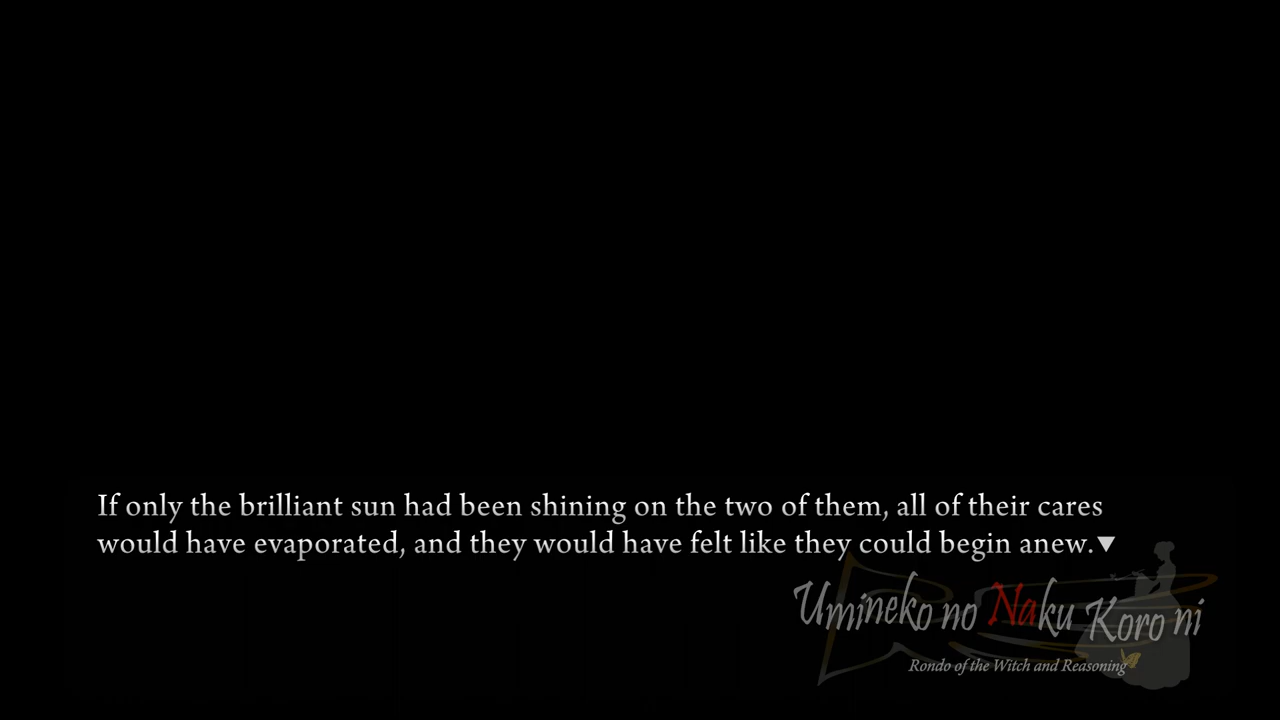 If only the brilliant sun had been shining on the two of them, all of their cares
would have evaporated, and they would have felt like they could begin anew.▼
Umineko no Naku Koro ni
Rondo of the Witch and Reasoning